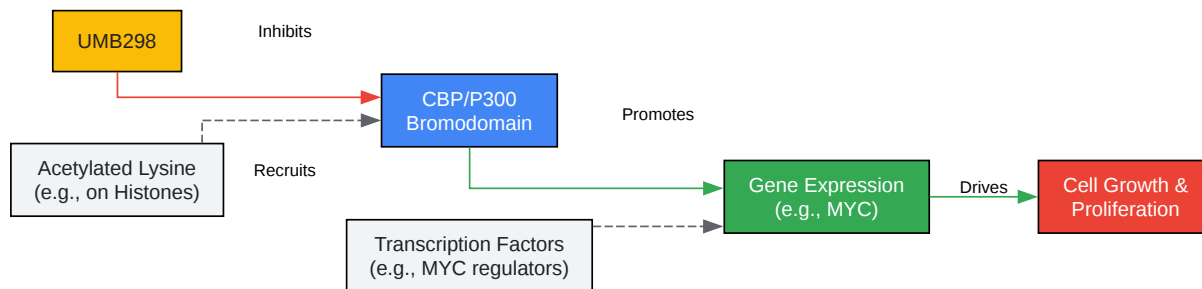 UMB298
Inhibits
CBP/P300
Bromodomain
Promotes
Acetylated Lysine
(e.g., on Histones)
Recruits
Gene Expression
(e.g., MYC)
Drives
Cell Growth &
Proliferation
Transcription Factors
(e.g., MYC regulators)